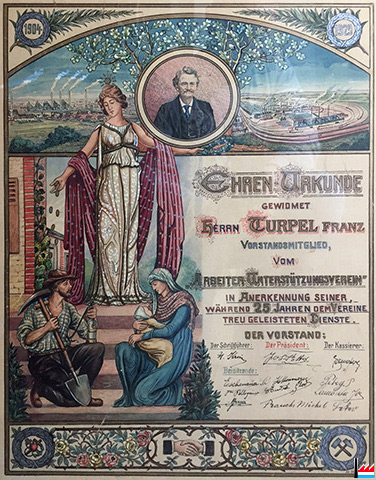 1904 1929
EHREN-URKUNDE
GEWIDMET
HERRN TURPEL FRANZ
VORSTANDSMITGLIED,
VOM
"ARBEITER-UNTERSTÜTZUNGSVEREIN"
IN ANERKENNUNG SEINER,
WÄHREND 25 JAHREN DEM VEREINE
TREU GELEISTETEN DIENSTE.
DER VORSTAND:
Der Schriftführer: Der Präsident: Der Kassierer:
Beisitzende: